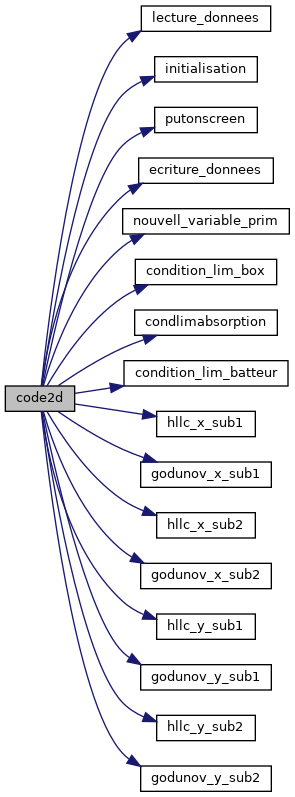 lecture_donnees
initialisation
putonscreen
ecriture_donnees
nouvell_variable_prim
condition_lim_box
condlimabsorption
condition_lim_batteur
code2d
hllc_x_sub1
godunov_x_sub1
hllc_x_sub2
godunov_x_sub2
hllc_y_sub1
godunov_y_sub1
hllc_y_sub2
godunov_y_sub2